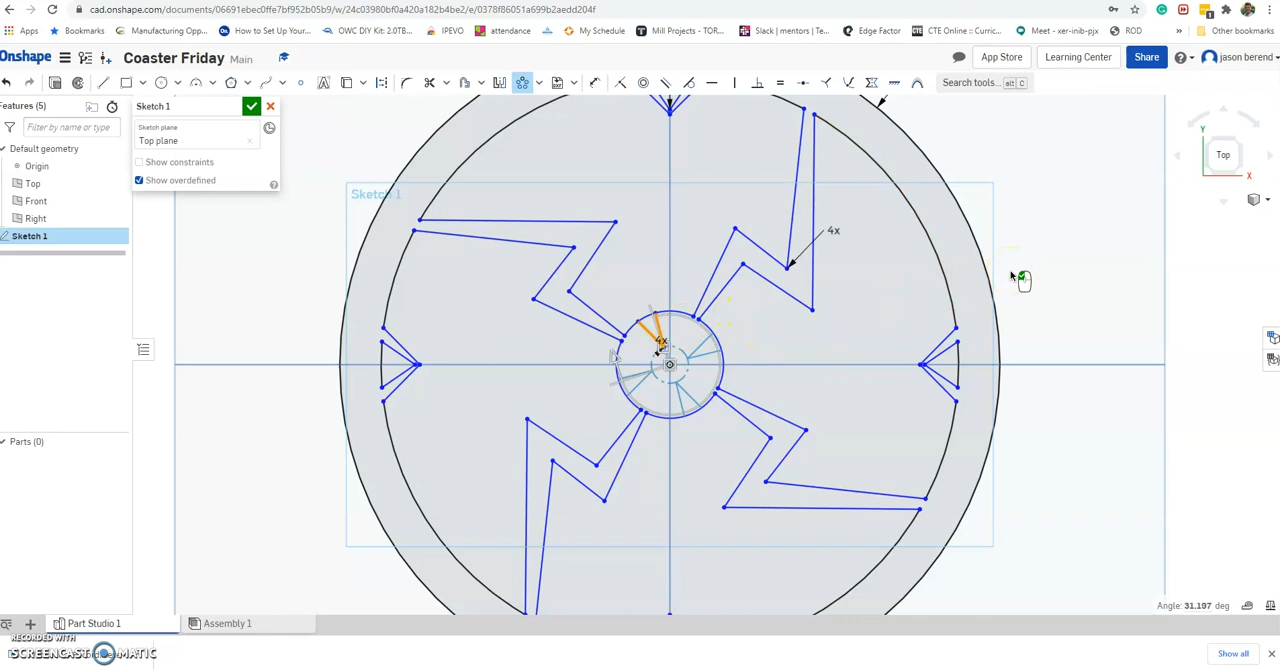 cad.onshape.com/documents/06691ebec0ffe7bf952b05b9/w/24c03980bf0a420a182b4be2/e/0378f86051a699b2aedd204f
Apps Bookmarks Manufacturing Opp... How to Set Up Your... OWC DIY Kit: 2.0TB... IPEVO attendance bit My Schedule Mill Projects - TOR... Slack | mentors | Te... Edge Factor CTE Online :: Curric... Meet - xer-inib-pjx ROD » Other bookmarks
Onshape Coaster Friday Main App Store Learning Center Share jason berend
Search tools... alt C
Features (5)
Filter by name or type
Default geometry
Origin
Top
Front
Right
Sketch 1
Sketch 1
Sketch plane
Top plane
Show constraints
Show overdefined
Sketch 1
4x
4x
Y
Top
X
Parts (0)
Angle: 31.197 deg
Part Studio 1 Assembly 1
RECORDED WITH
SCREENCAST MATIC
Show all